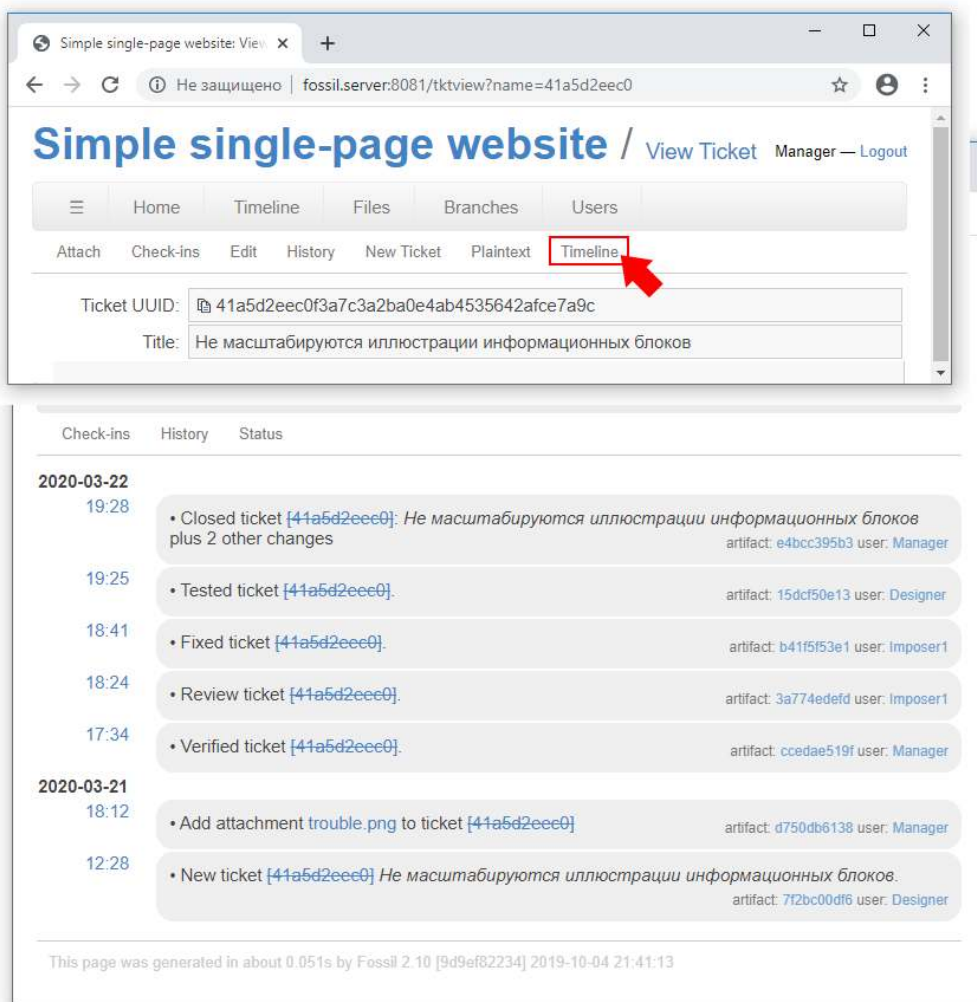 Simple single-page website: View
Не защищено | fossil.server:8081/tktview?name=41a5d2eec0
Simple single-page website / View Ticket Manager — Logout
☰ Home Timeline Files Branches Users
Attach Check-ins Edit History New Ticket Plaintext Timeline
Ticket UUID: 41a5d2eec0f3a7c3a2ba0e4ab4535642afce7a9c
Title: Не масштабируются иллюстрации информационных блоков
Check-ins History Status
2020-03-22
19:28
• Closed ticket [41a5d2eec0]: Не масштабируются иллюстрации информационных блоков
plus 2 other changes artifact: e4bcc395b3 user: Manager
19:25
• Tested ticket [41a5d2eec0]. artifact: 15dcf50e13 user: Designer
18:41
• Fixed ticket [41a5d2eec0]. artifact: b41f5f53e1 user: Imposer1
18:24
• Review ticket [41a5d2eec0]. artifact: 3a774edefd user: Imposer1
17:34
• Verified ticket [41a5d2eec0]. artifact: ccedae519f user: Manager
2020-03-21
18:12
• Add attachment trouble.png to ticket [41a5d2eec0] artifact: d750db6138 user: Manager
12:28
• New ticket [41a5d2eec0] Не масштабируются иллюстрации информационных блоков.
artifact: 7f2bc00df6 user: Designer
This page was generated in about 0.051s by Fossil 2.10 [9d9ef82234] 2019-10-04 21:41:13